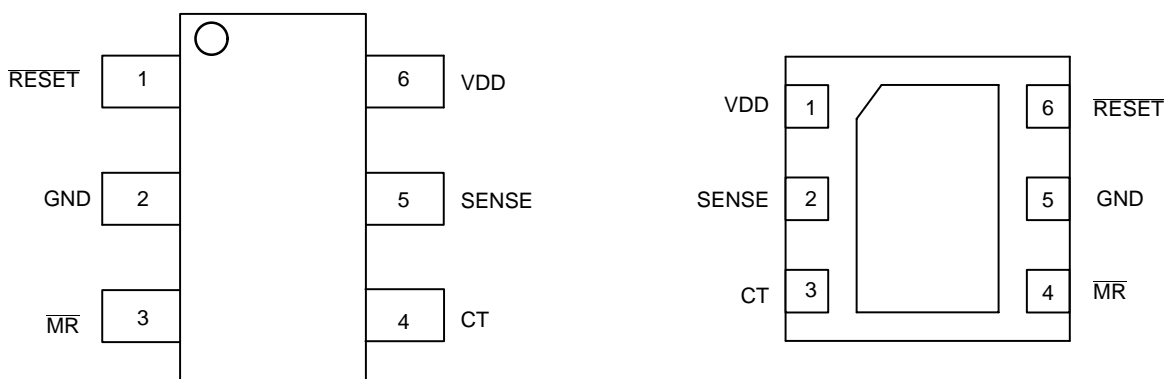 RESET 1 6 VDD
GND 2 5 SENSE
MR 3 4 CT
VDD 1 6 RESET
SENSE 2 5 GND
CT 3 4 MR